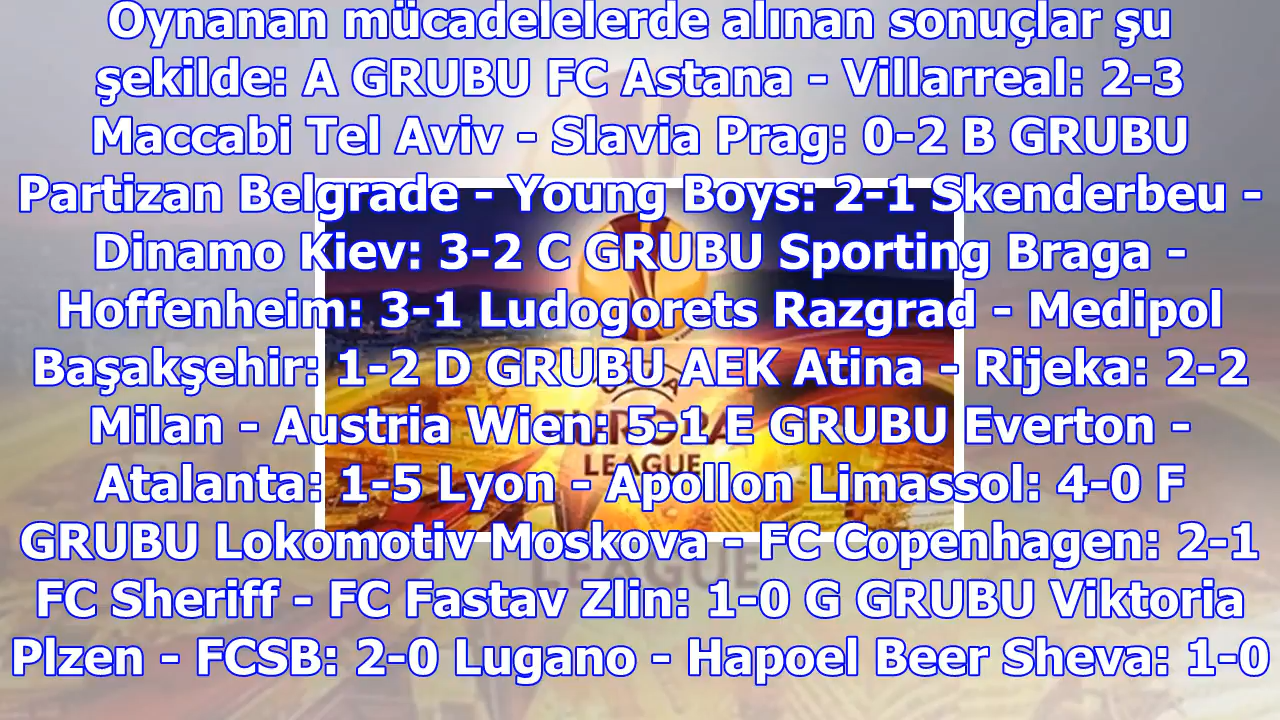 Oynanan mücadelelerde alınan sonuçlar şu
şekilde: A GRUBU FC Astana - Villarreal: 2-3
Maccabi Tel Aviv - Slavia Prag: 0-2 B GRUBU
Partizan Belgrade - Young Boys: 2-1 Skenderbeu -
Dinamo Kiev: 3-2 C GRUBU Sporting Braga -
Hoffenheim: 3-1 Ludogorets Razgrad - Medipol
Başakşehir: 1-2 D GRUBU AEK Atina - Rijeka: 2-2
Milan - Austria Wien: 5-1 E GRUBU Everton -
Atalanta: 1-5 Lyon - Apollon Limassol: 4-0 F
GRUBU Lokomotiv Moskova - FC Copenhagen: 2-1
FC Sheriff - FC Fastav Zlin: 1-0 G GRUBU Viktoria
Plzen - FCSB: 2-0 Lugano - Hapoel Beer Sheva: 1-0
UEFA
EUROPA
LEAGUE
LEAGUE